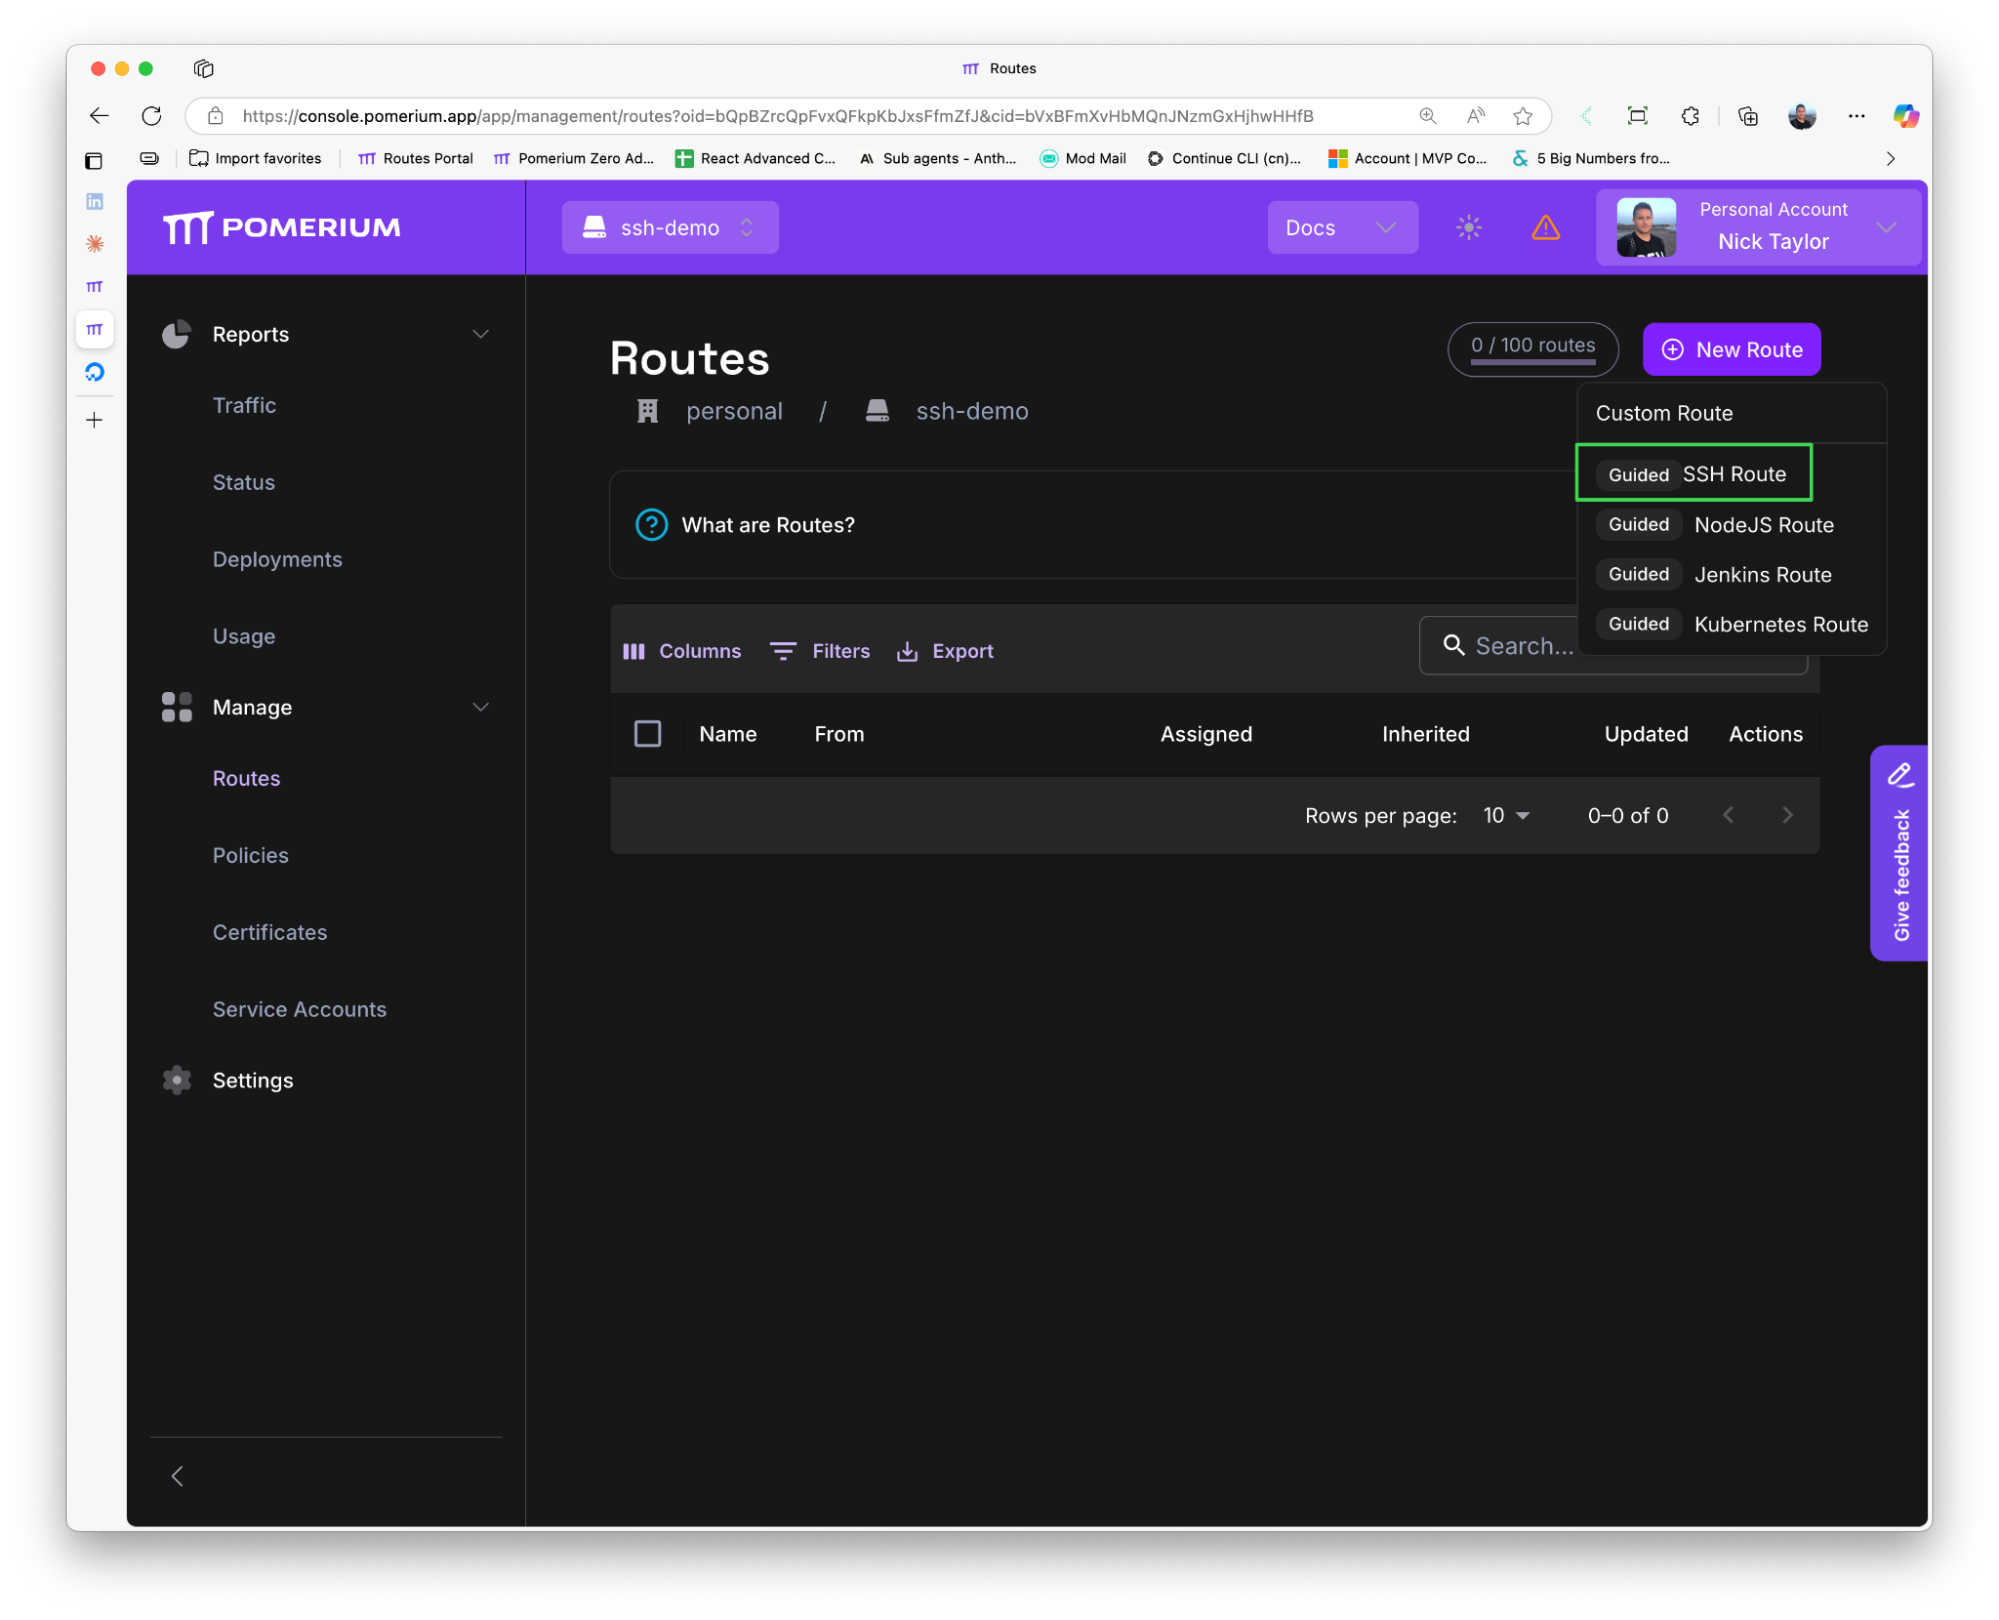 Routes
https://console.pomerium.app/app/management/routes?oid=bQpBZrcQpFvxQFkpKbJxsFfmZfJ&cid=bVxBFmXvHbMQnJNzmGxHjhwHHfB
Import favorites
Routes Portal
Pomerium Zero Ad...
React Advanced C...
Sub agents - Anth...
Mod Mail
Continue CLI (cn)...
Account | MVP Co...
5 Big Numbers fro...
POMERIUM
ssh-demo
Docs
Personal Account
Nick Taylor
Reports
Traffic
Status
Deployments
Usage
Manage
Routes
Policies
Certificates
Service Accounts
Settings
Routes
0 / 100 routes
New Route
personal / ssh-demo
Custom Route
Guided SSH Route
Guided NodeJS Route
Guided Jenkins Route
Guided Kubernetes Route
What are Routes?
Columns
Filters
Export
Search...
Name From Assigned Inherited Updated Actions
Rows per page: 10 0–0 of 0
Give feedback